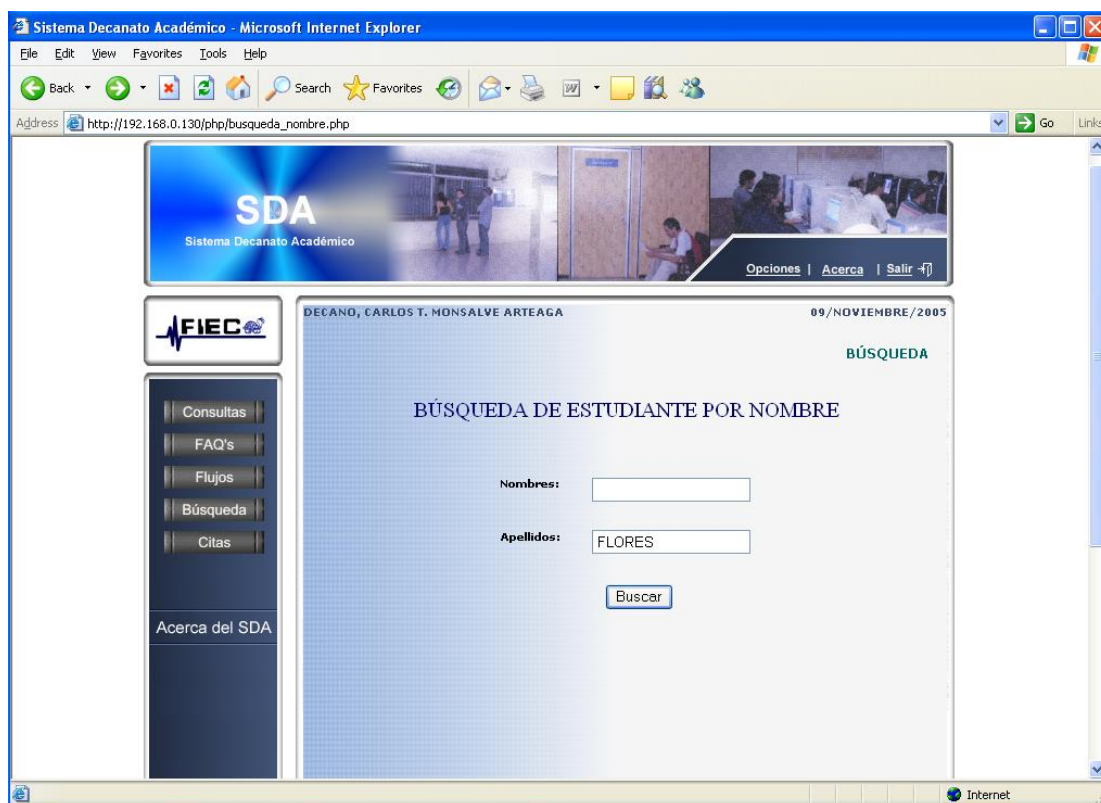 Sistema Decanato Académico - Microsoft Internet Explorer
File Edit View Favorites Tools Help
Back Search Favorites
Address http://192.168.0.130/php/busqueda_nombre.php Go Links
SDA
Sistema Decanato Académico
Opciones | Acerca | Salir
FIEC
DECANO, CARLOS T. MONSALVE ARTEAGA 09/NOVIEMBRE/2005
BÚSQUEDA
BÚSQUEDA DE ESTUDIANTE POR NOMBRE
Consultas
FAQ's
Flujos
Búsqueda
Citas
Acerca del SDA
Nombres:
Apellidos: FLORES
Buscar
Internet